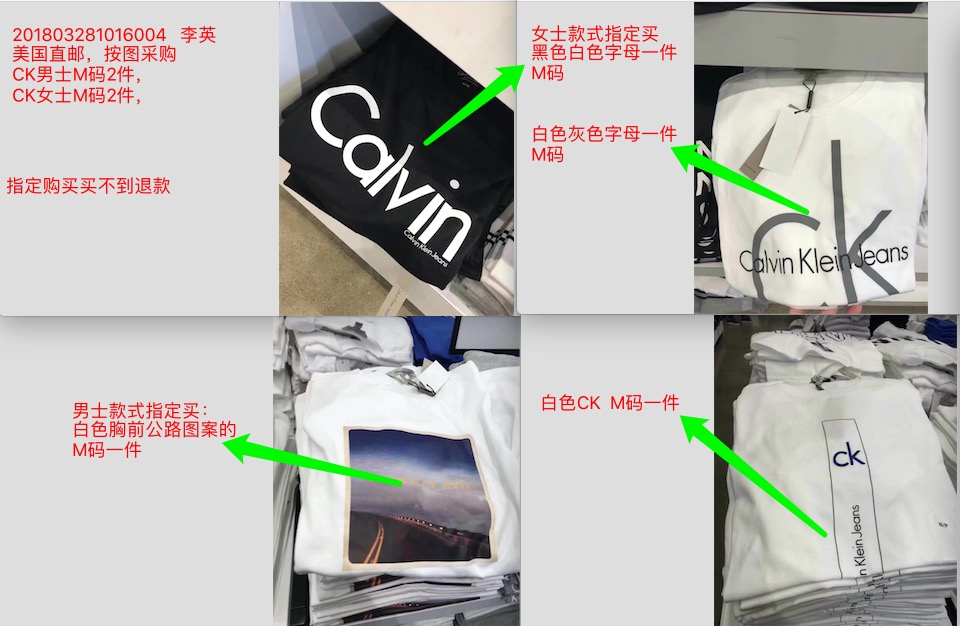 201803281016004 李英
美国直邮，按图采购
CK男士M码2件，
CK女士M码2件，
指定购买买不到退款
Calvin
Calvin Klein Jeans
女士款式指定买
黑色白色字母一件
M码
白色灰色字母一件
M码
ck
Calvin Klein Jeans
男士款式指定买：
白色胸前公路图案的
M码一件
白色CK M码一件
ck
n Klein Jeans